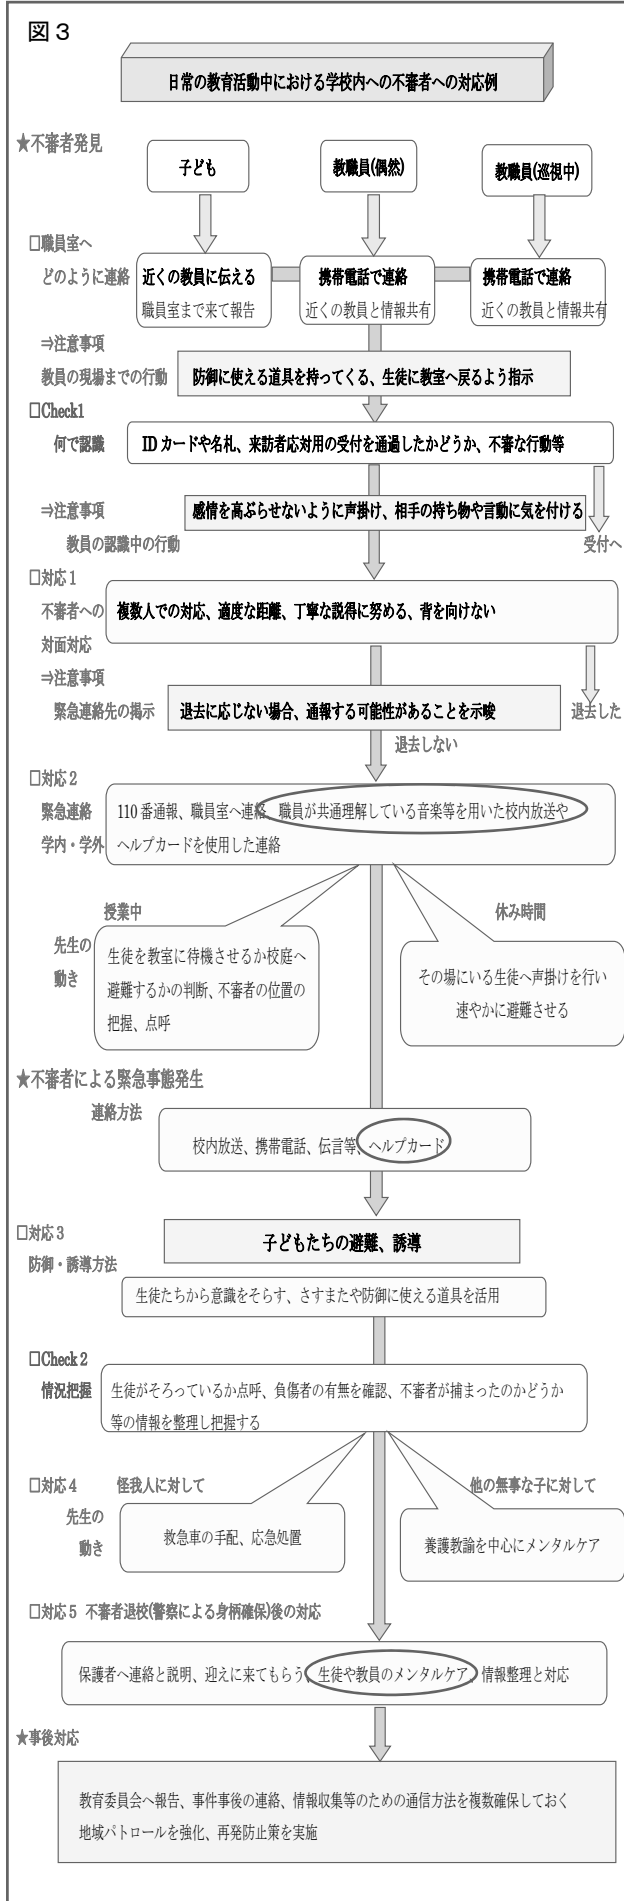 図３
日常の教育活動中における学校内への不審者への対応例
★不審者発見
子ども
教職員(偶然)
教職員(巡視中)
□職員室へ
どのように連絡
近くの教員に伝える
職員室まで来て報告
携帯電話で連絡
近くの教員と情報共有
携帯電話で連絡
近くの教員と情報共有
⇒注意事項
教員の現場までの行動
防御に使える道具を持ってくる、生徒に教室へ戻るよう指示
□Check1
何で認識
IDカードや名札、来訪者応対用の受付を通過したかどうか、不審な行動等
⇒注意事項
教員の認識中の行動
感情を高ぶらせないように声掛け、相手の持ち物や言動に気を付ける
受付へ
□対応１
不審者への
対面対応
複数人での対応、適度な距離、丁寧な説得に努める、背を向けない
⇒注意事項
緊急連絡先の掲示
退去に応じない場合、通報する可能性があることを示唆
退去した
退去しない
□対応２
緊急連絡
学内・学外
110番通報、職員室へ連絡、職員が共通理解している音楽等を用いた校内放送や
ヘルプカードを使用した連絡
授業中
休み時間
先生の
動き
生徒を教室に待機させるか校庭へ
避難するかの判断、不審者の位置の
把握、点呼
その場にいる生徒へ声掛けを行い
速やかに避難させる
★不審者による緊急事態発生
連絡方法
校内放送、携帯電話、伝言等、ヘルプカード
□対応３
防御・誘導方法
子どもたちの避難、誘導
生徒たちから意識をそらす、さすまたや防御に使える道具を活用
□Check２
情況把握
生徒がそろっているか点呼、負傷者の有無を確認、不審者が捕まったのかどうか
等の情報を整理し把握する
□対応４
怪我人に対して
他の無事な子に対して
先生の
動き
救急車の手配、応急処置
養護教諭を中心にメンタルケア
□対応５ 不審者退校(警察による身柄確保)後の対応
保護者へ連絡と説明、迎えに来てもらう、生徒や教員のメンタルケア、情報整理と対応
★事後対応
教育委員会へ報告、事件事後の連絡、情報収集等のための通信方法を複数確保しておく
地域パトロールを強化、再発防止策を実施